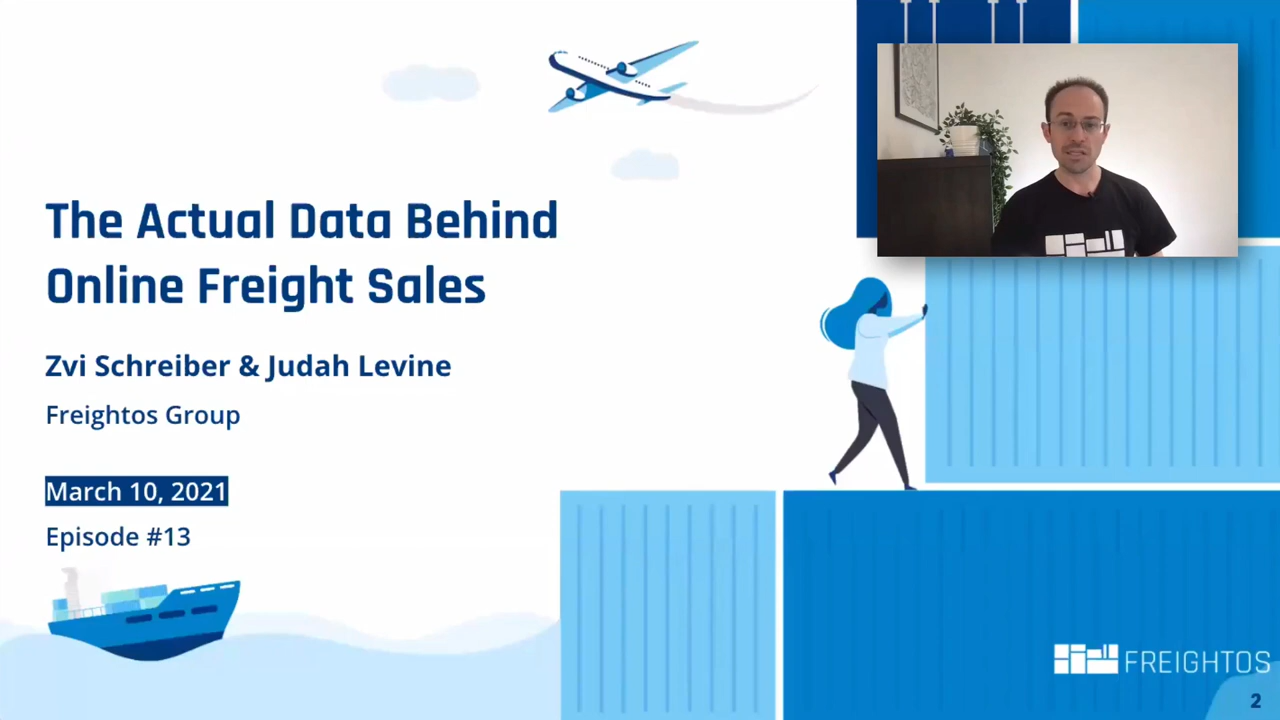 The Actual Data Behind
Online Freight Sales
Zvi Schreiber & Judah Levine
Freightos Group
March 10, 2021
Episode #13
FREIGHTOS
2